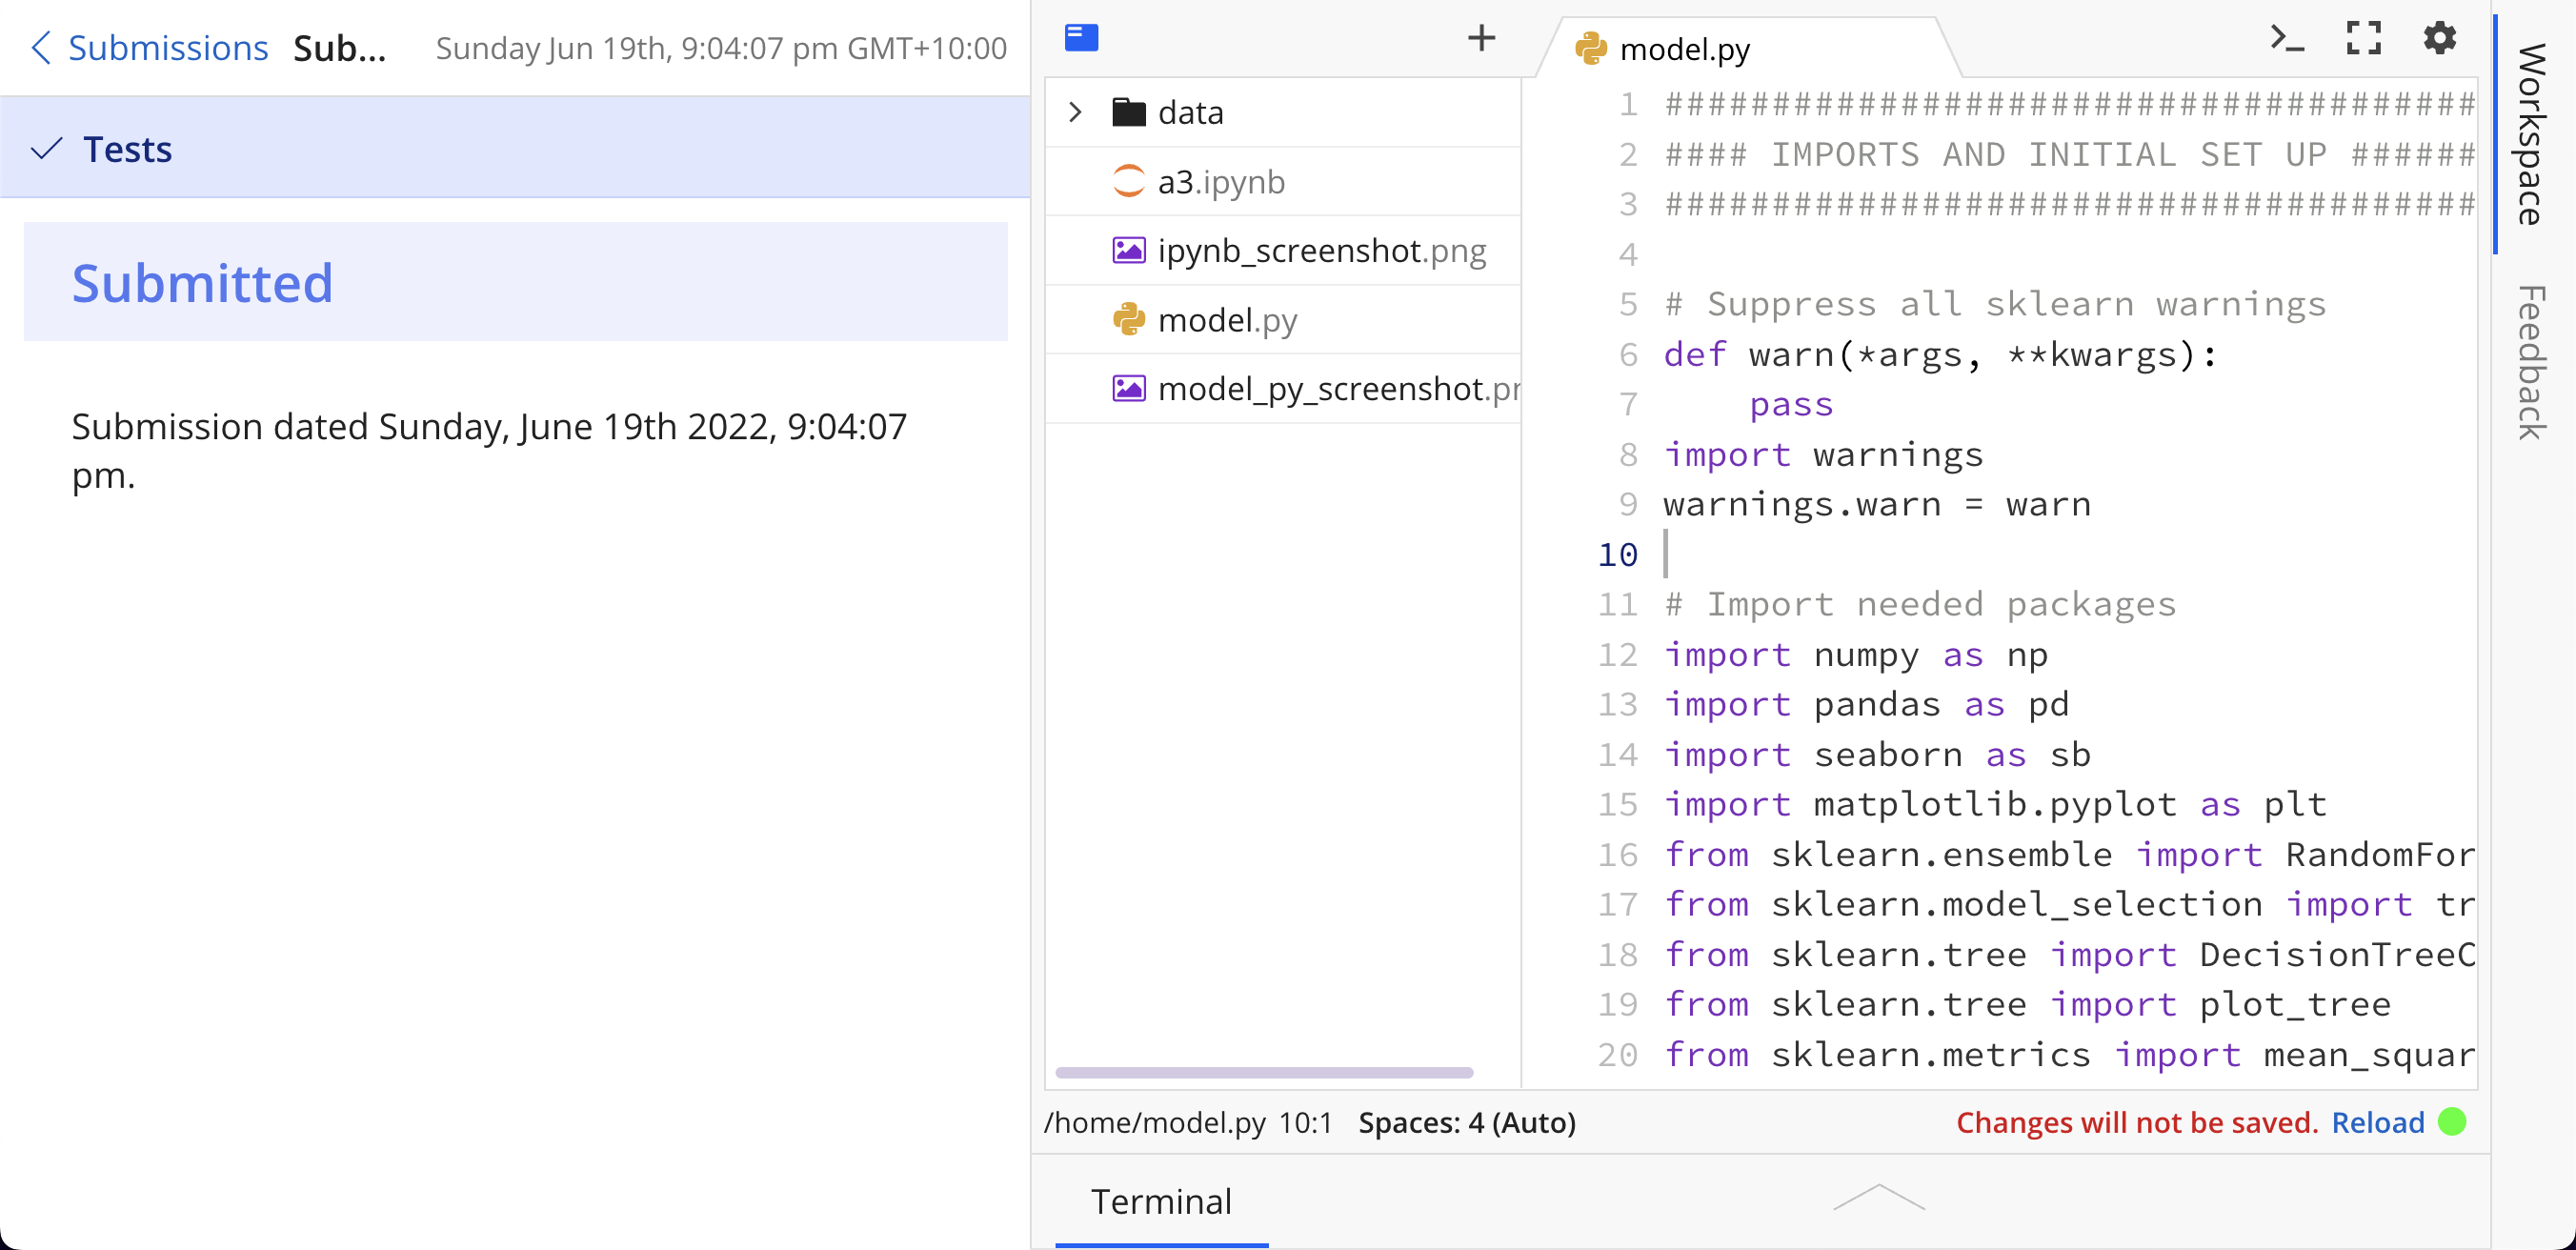 Submissions Sub... Sunday Jun 19th, 9:04:07 pm GMT+10:00
Tests
Submitted
Submission dated Sunday, June 19th 2022, 9:04:07
pm.
data
a3.ipynb
ipynb_screenshot.png
model.py
model_py_screenshot.pr
model.py
1 ######################################
2 #### IMPORTS AND INITIAL SET UP ######
3 ######################################
4
5 # Suppress all sklearn warnings
6 def warn(*args, **kwargs):
7     pass
8 import warnings
9 warnings.warn = warn
10
11 # Import needed packages
12 import numpy as np
13 import pandas as pd
14 import seaborn as sb
15 import matplotlib.pyplot as plt
16 from sklearn.ensemble import RandomFor
17 from sklearn.model_selection import tr
18 from sklearn.tree import DecisionTreeC
19 from sklearn.tree import plot_tree
20 from sklearn.metrics import mean_squar
/home/model.py 10:1 Spaces: 4 (Auto) Changes will not be saved. Reload
Terminal
Workspace
Feedback